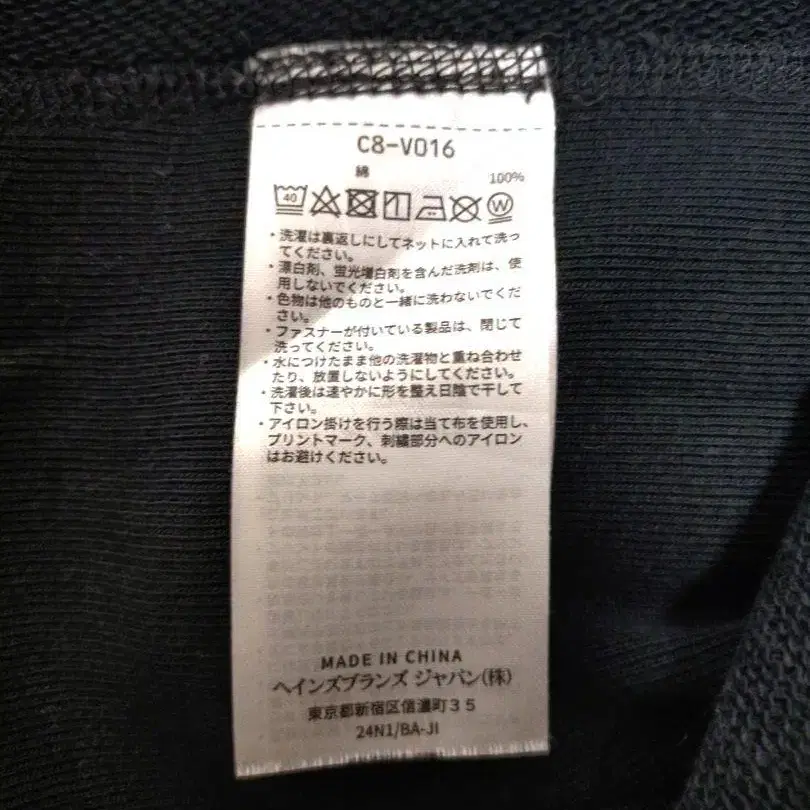 C8-V016
綿
100%
40
W
・洗濯は裏返しにしてネットに入れて洗っ
てください。
・漂白剤、蛍光増白剤を含んだ洗剤は、使
用しないでください。
・色物は他のものと一緒に洗わないでくだ
さい。
・ファスナーが付いている製品は、閉じて
洗ってください。
・水につけたまま他の洗濯物と重ね合わせ
たり、放置しないようにしてください。
・洗濯後は速やかに形を整え日陰で干して
下さい。
・アイロン掛けを行う際は当て布を使用し、
プリントマーク、刺繍部分へのアイロン
はお避けください。
MADE IN CHINA
ヘインズブランズ ジャパン(株)
東京都新宿区信濃町35
24N1/BA-JI